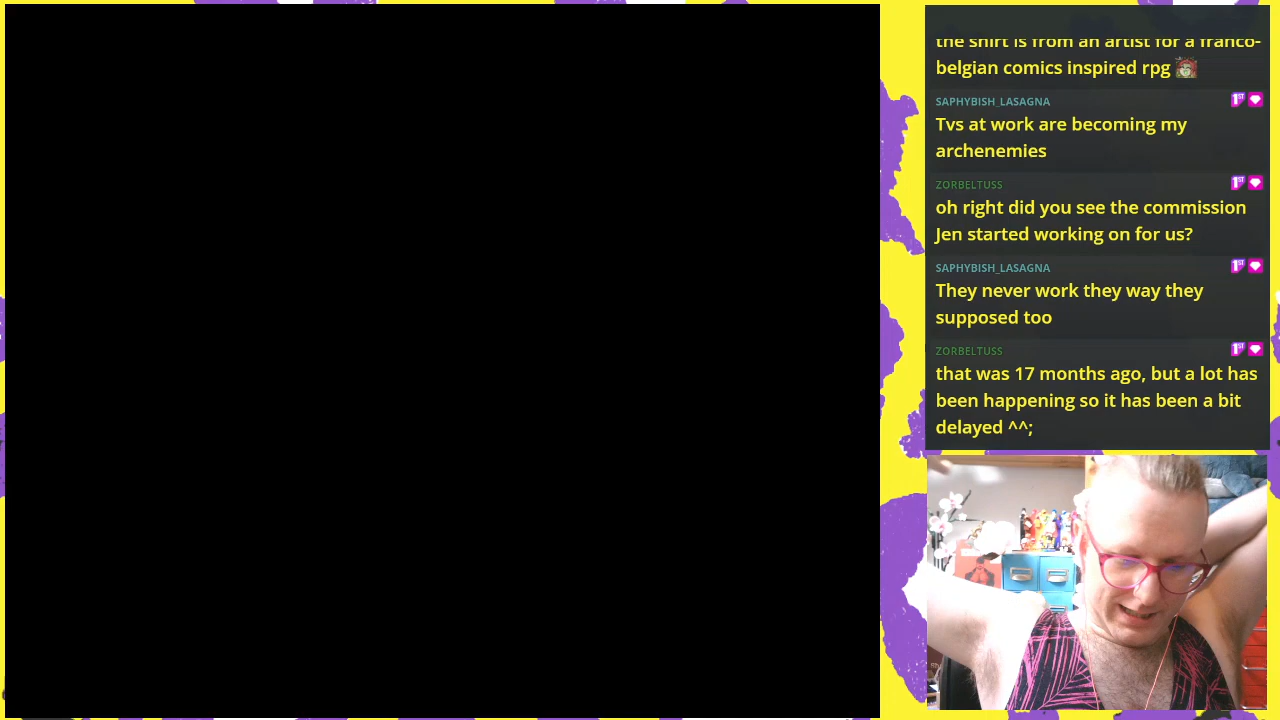 the shirt is from an artist for a franco-
belgian comics inspired rpg
SAPHYBISH_LASAGNA
Tvs at work are becoming my
archenemies
ZORBELTUSS
oh right did you see the commission
Jen started working on for us?
SAPHYBISH_LASAGNA
They never work they way they
supposed too
ZORBELTUSS
that was 17 months ago, but a lot has
been happening so it has been a bit
delayed ^^;